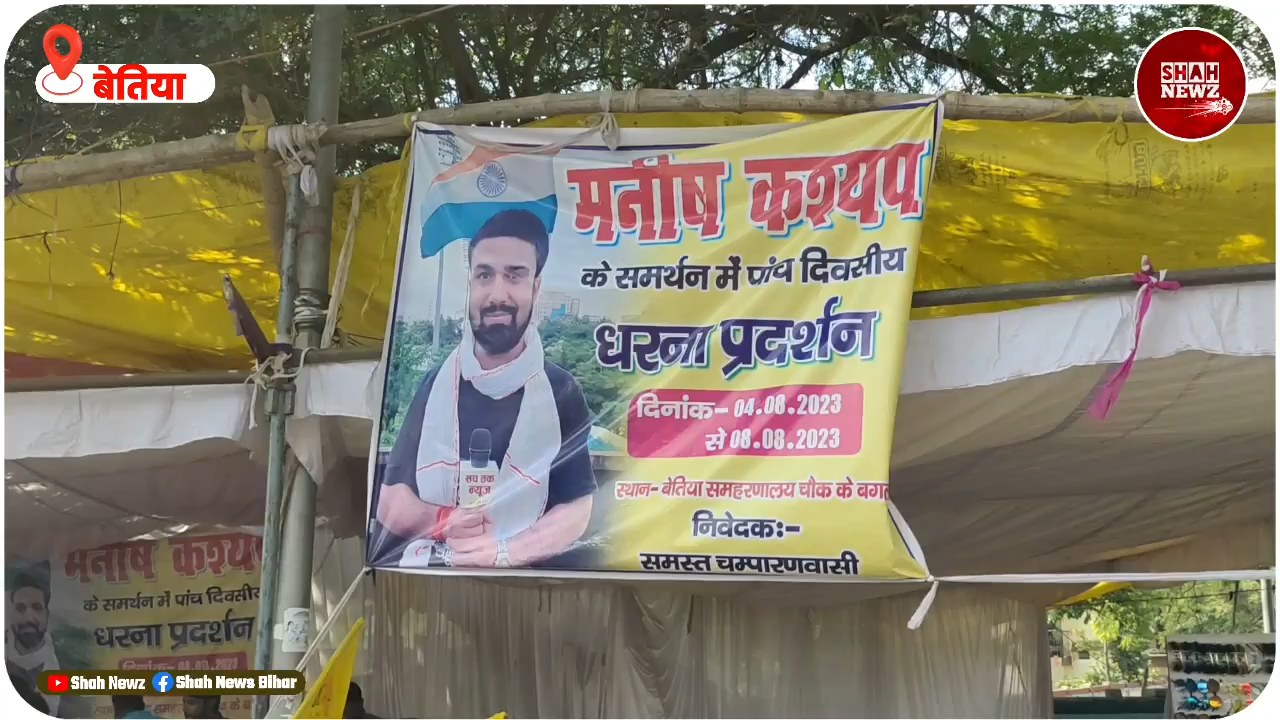 बेतिया
SHAH
NEWZ
मनीष कश्यप
के समर्थन में पांच दिवसीय
धरना प्रदर्शन
दिनांक- 04.08.2023
से 08.08.2023
स्थान- बेतिया समहरणालय चौक के बगल
निवेदकः-
समस्त चम्पारणवासी
सच तक
न्यूज
मनीष कश्यप
के समर्थन में पांच दिवसीय
धरना प्रदर्शन
Shah Newz
Shah News Bihar